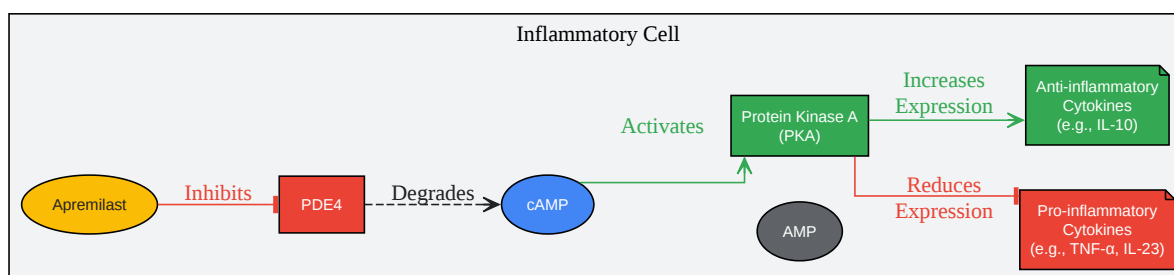 Inflammatory Cell
Apremilast
Inhibits
PDE4
Degrades
cAMP
Activates
Protein Kinase A
(PKA)
AMP
Increases
Expression
Anti-inflammatory
Cytokines
(e.g., IL-10)
Reduces
Expression
Pro-inflammatory
Cytokines
(e.g., TNF-α, IL-23)